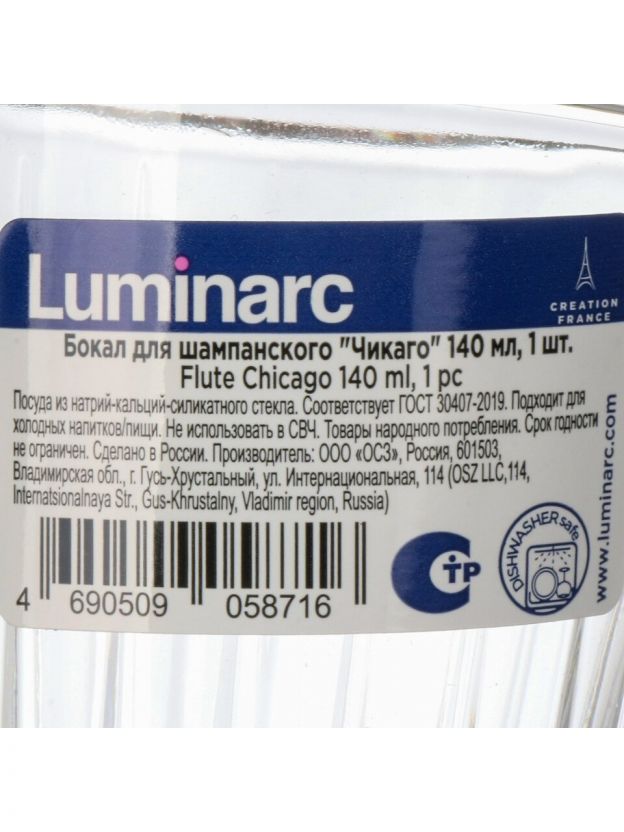 Luminarc
CREATION
FRANCE
Бокал для шампанского "Чикаго" 140 мл, 1 шт.
Flute Chicago 140 ml, 1 pc
Посуда из натрий-кальций-силикатного стекла. Соответствует ГОСТ 30407-2019. Подходит для
холодных напитков/пищи. Не использовать в СВЧ. Товары народного потребления. Срок годности
не ограничен. Сделано в России. Производитель: ООО «ОСЗ», Россия, 601503,
Владимирская обл., г. Гусь-Хрустальный, ул. Интернациональная, 114 (OSZ LLC,114,
Internatsionalnaya Str., Gus-Khrustalny, Vladimir region, Russia)
4 690509 058716
СТР
DISHWASHER safe
www.luminarc.com